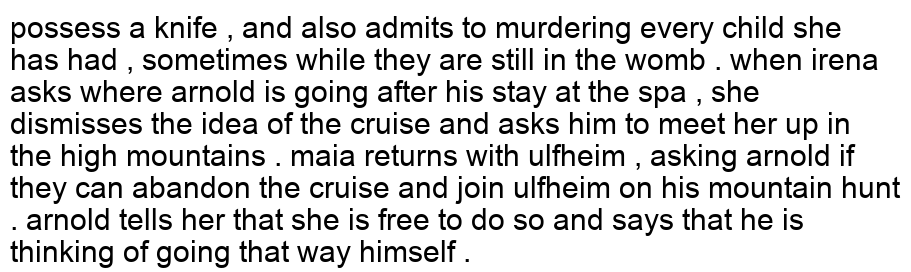 possess a knife , and also admits to murdering every child she
has had , sometimes while they are still in the womb . when irena
asks where arnold is going after his stay at the spa , she
dismisses the idea of the cruise and asks him to meet her up in
the high mountains . maia returns with ulfheim , asking arnold if
they can abandon the cruise and join ulfheim on his mountain hunt
. arnold tells her that she is free to do so and says that he is
thinking of going that way himself .